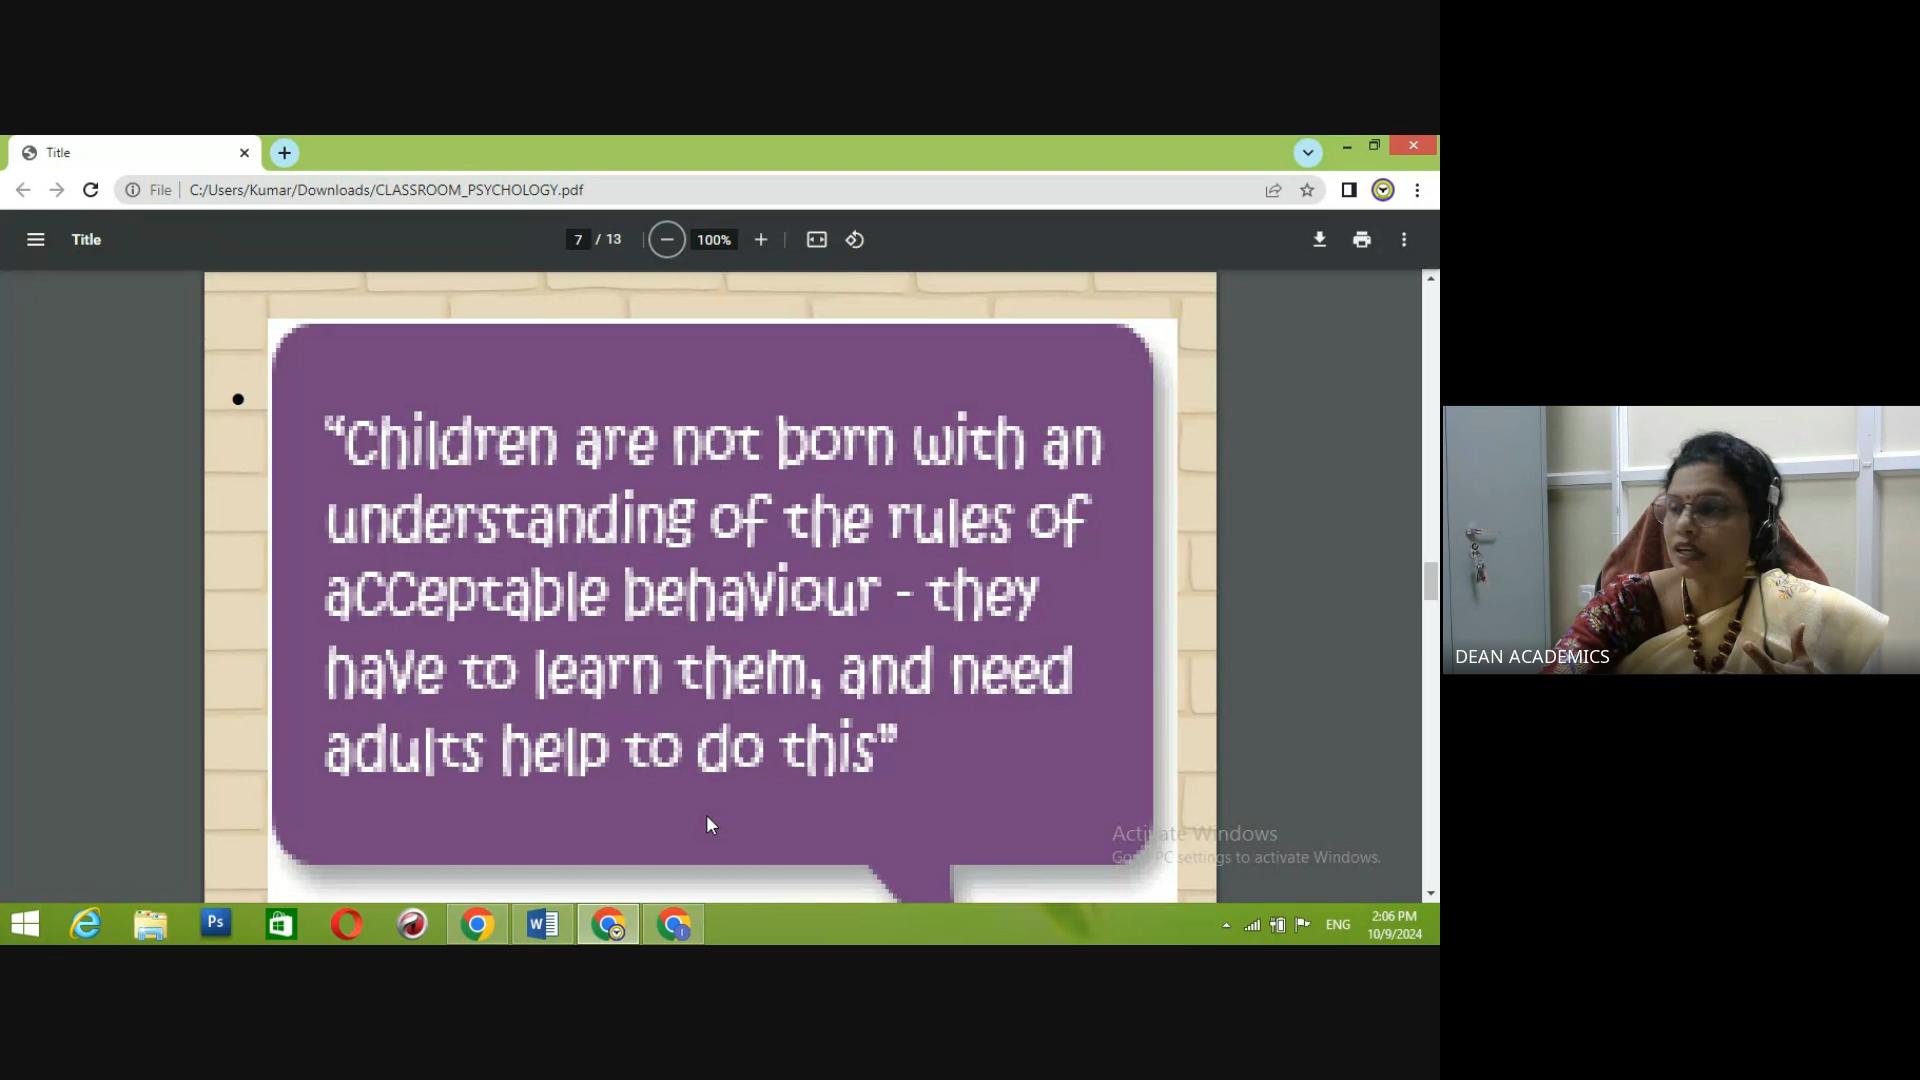 Title
File
C:/Users/Kumar/Downloads/CLASSROOM_PSYCHOLOGY.pdf
Title
7 / 13
100%
“Children are not born with an
understanding of the rules of
acceptable behaviour - they
have to learn them, and need
adults help to do this”
DEAN ACADEMICS
Activate Windows
Go to PC settings to activate Windows.
Ps
W
ENG
2:06 PM
10/9/2024